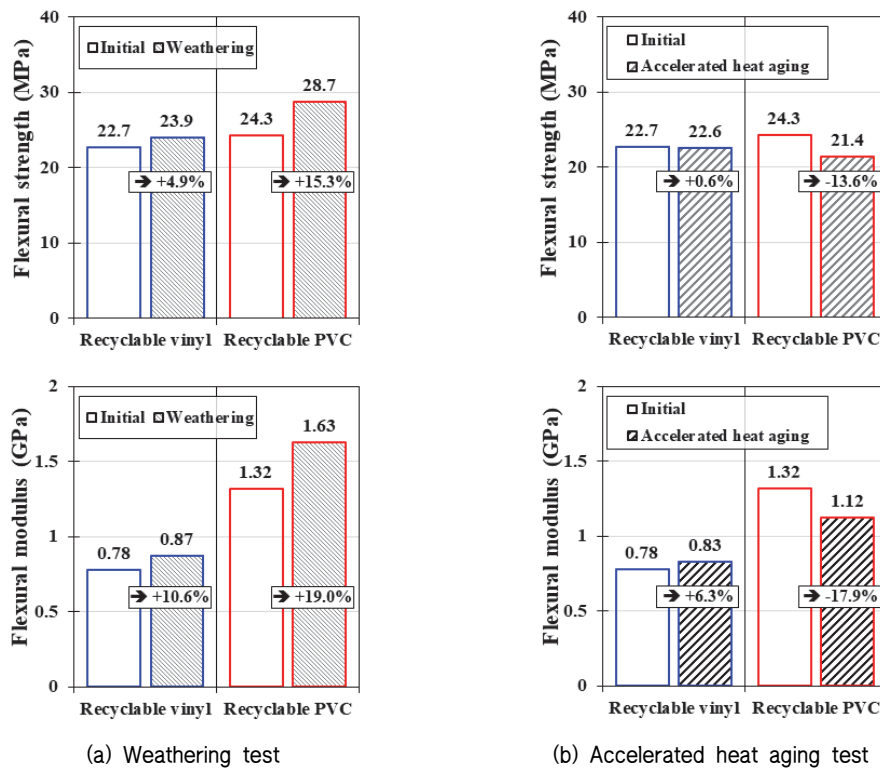 Flexural strength (MPa)
40
30
20
10
0
Initial Weathering
22.7
23.9
24.3
28.7
➔ +4.9%
➔ +15.3%
Recyclable vinyl Recyclable PVC
Flexural strength (MPa)
40
30
20
10
0
Initial
Accelerated heat aging
22.7
22.6
24.3
21.4
➔ +0.6%
➔ -13.6%
Recyclable vinyl Recyclable PVC
Flexural modulus (GPa)
2
1.5
1
0.5
0
Initial Weathering
0.78
0.87
1.32
1.63
➔ +10.6%
➔ +19.0%
Recyclable vinyl Recyclable PVC
Flexural modulus (GPa)
2
1.5
1
0.5
0
Initial
Accelerated heat aging
0.78
0.83
1.32
1.12
➔ +6.3%
➔ -17.9%
Recyclable vinyl Recyclable PVC
(a) Weathering test
(b) Accelerated heat aging test